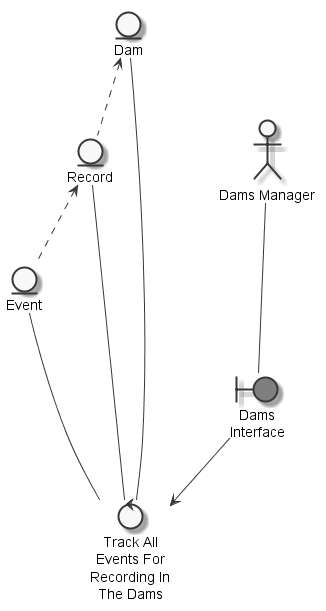 Dam
Record
Dams Manager
Event
Dams
Interface
Track All
Events For
Recording In
The Dams